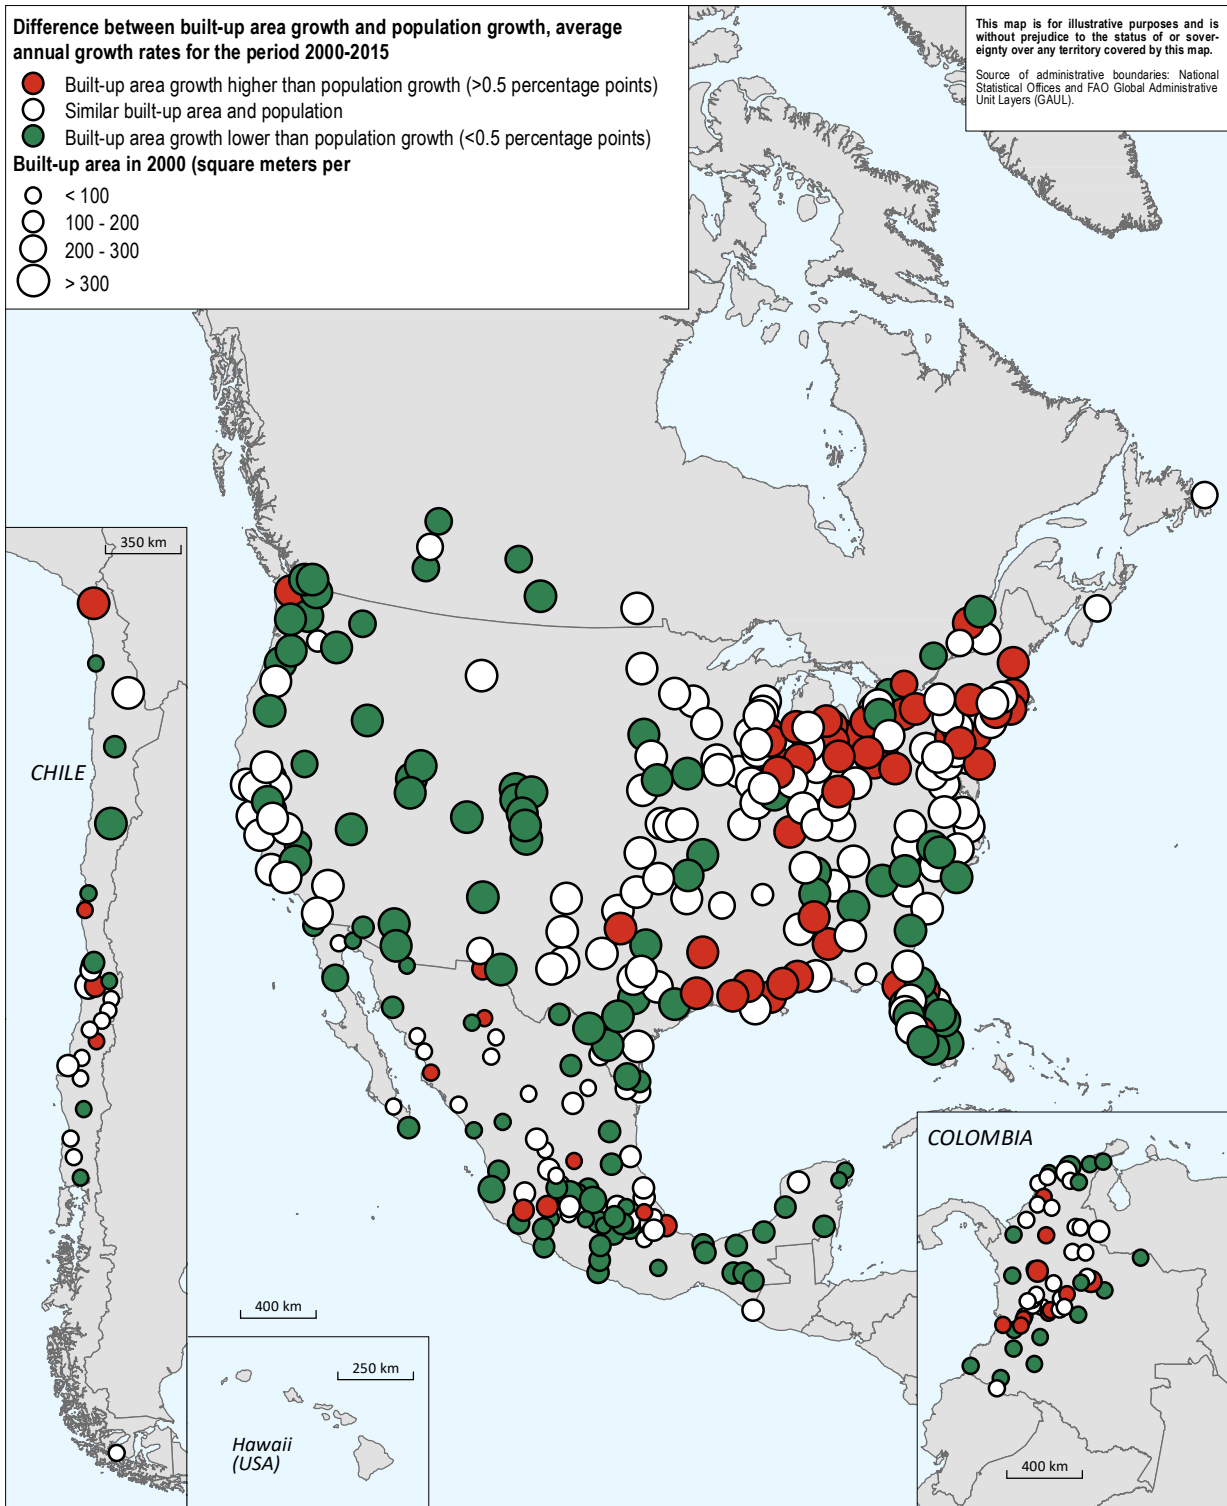 Difference between built-up area growth and population growth, average
annual growth rates for the period 2000-2015
Built-up area growth higher than population growth (>0.5 percentage points)
Similar built-up area and population
Built-up area growth lower than population growth (<0.5 percentage points)
Built-up area in 2000 (square meters per
< 100
100 - 200
200 - 300
> 300
This map is for illustrative purposes and is
without prejudice to the status of or sover-
eignty over any territory covered by this map.
Source of administrative boundaries: National
Statistical Offices and FAO Global Administrative
Unit Layers (GAUL).
350 km
CHILE
COLOMBIA
400 km
250 km
Hawaii
(USA)
400 km